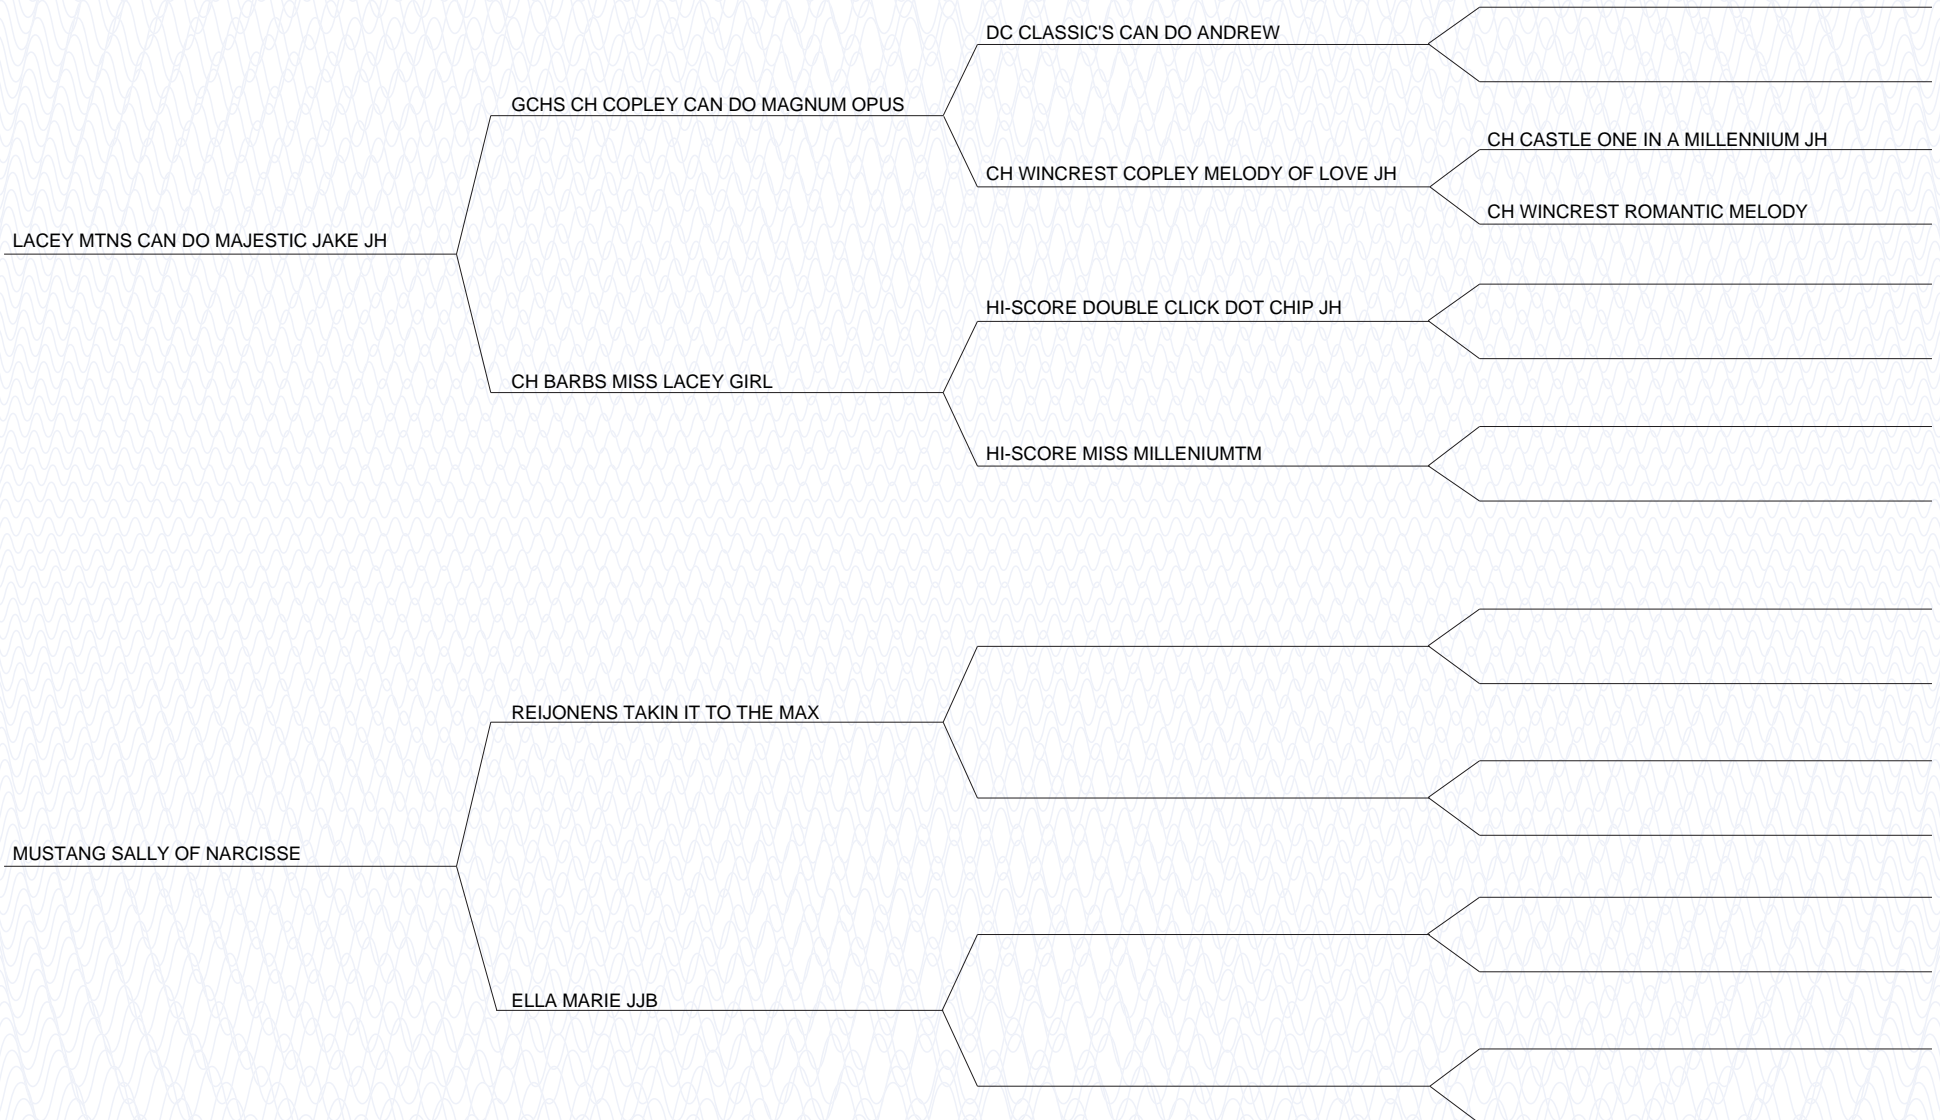 DC CLASSIC'S CAN DO ANDREW
GCHS CH COPLEY CAN DO MAGNUM OPUS
CH CASTLE ONE IN A MILLENNIUM JH
CH WINCREST COPLEY MELODY OF LOVE JH
CH WINCREST ROMANTIC MELODY
LACEY MTNS CAN DO MAJESTIC JAKE JH
HI-SCORE DOUBLE CLICK DOT CHIP JH
CH BARBS MISS LACEY GIRL
HI-SCORE MISS MILLENIUMTM
REIJONENS TAKIN IT TO THE MAX
MUSTANG SALLY OF NARCISSE
ELLA MARIE JJB